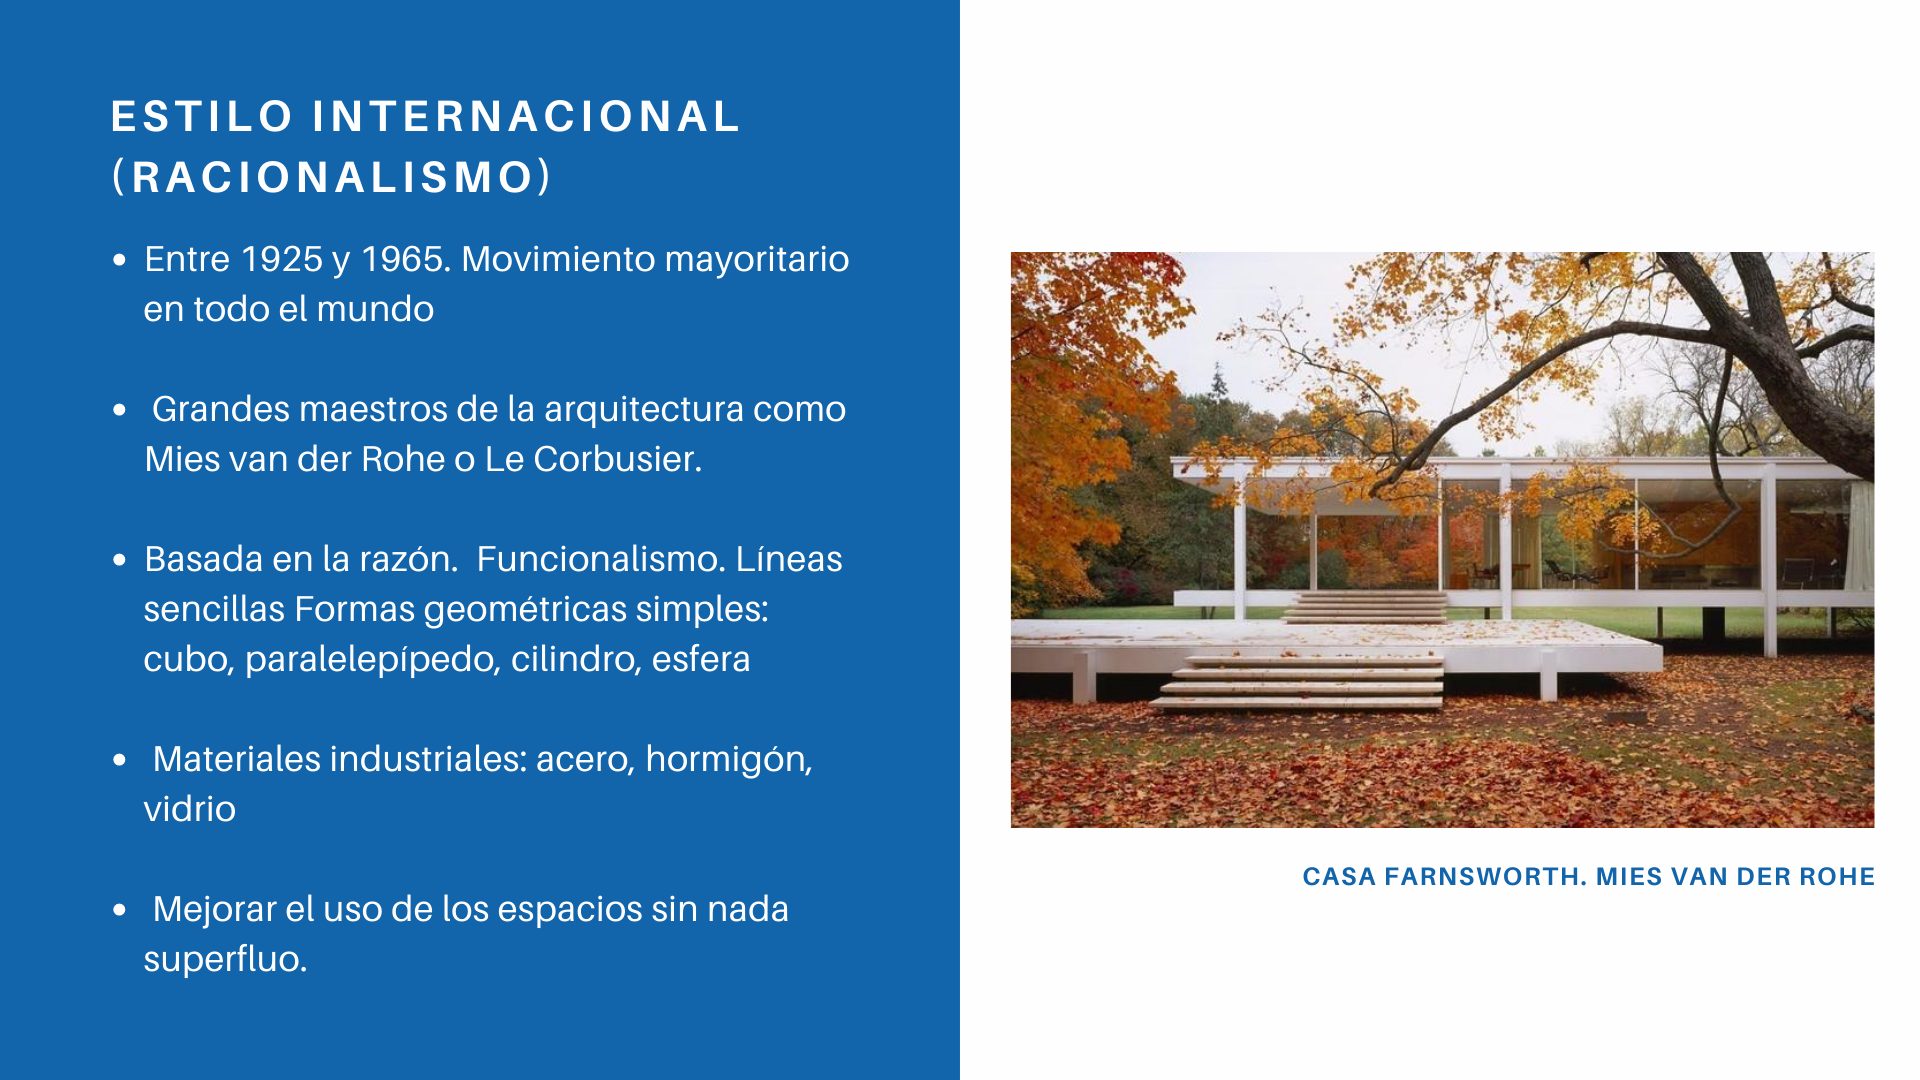 ESTILO INTERNACIONAL
(RACIONALISMO)
• Entre 1925 y 1965. Movimiento mayoritario
en todo el mundo
• Grandes maestros de la arquitectura como
Mies van der Rohe o Le Corbusier.
• Basada en la razón. Funcionalismo. Líneas
sencillas Formas geométricas simples:
cubo, paralelepípedo, cilindro, esfera
• Materiales industriales: acero, hormigón,
vidrio
• Mejorar el uso de los espacios sin nada
superfluo.
CASA FARNSWORTH. MIES VAN DER ROHE